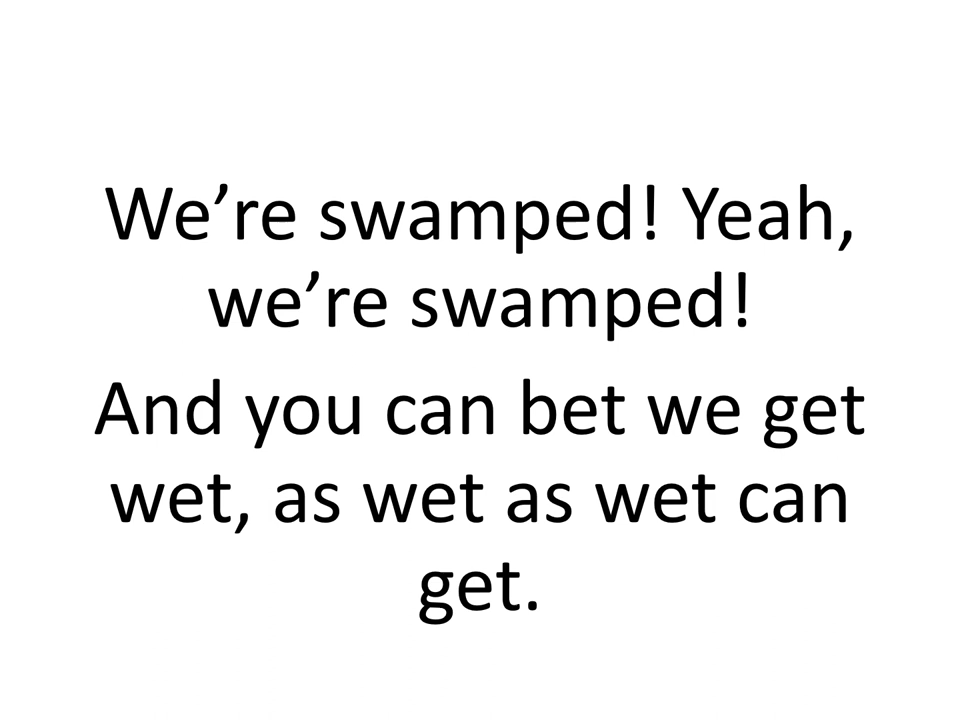 We’re swamped! Yeah,
we’re swamped!
And you can bet we get
wet, as wet as wet can
get.